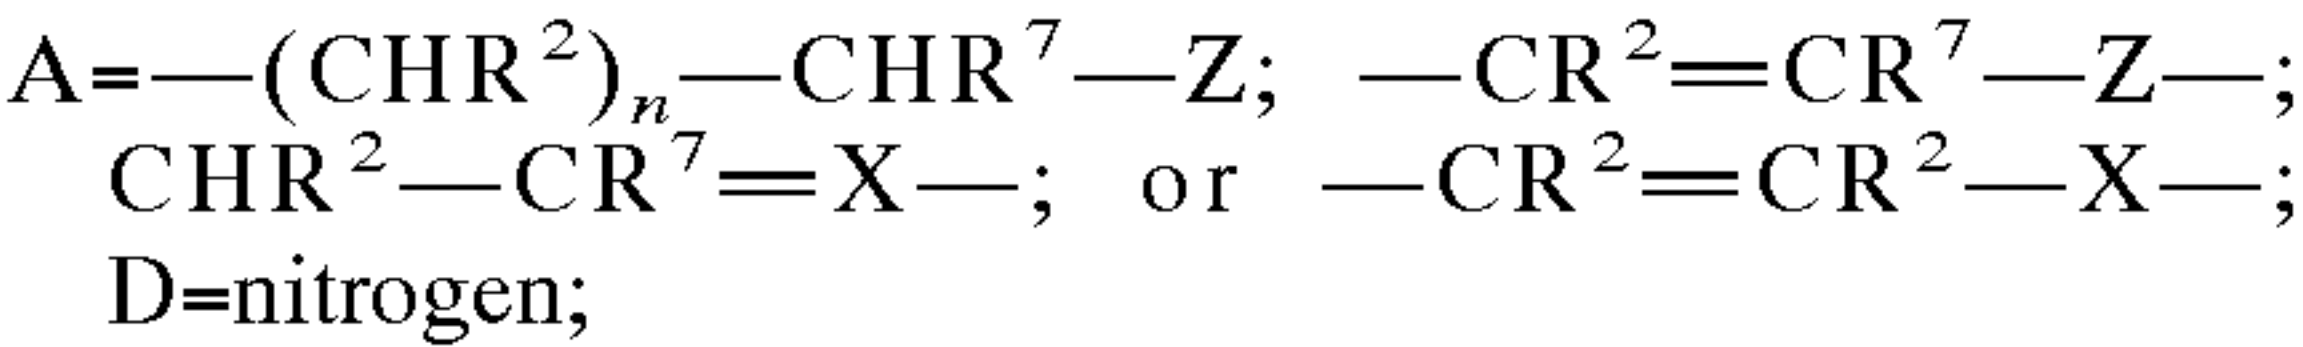 A=—(CHR²)ₙ—CHR⁷—Z; —CR²═CR⁷—Z—;
CHR²—CR⁷═X—; or —CR²═CR²—X—;
D=nitrogen;